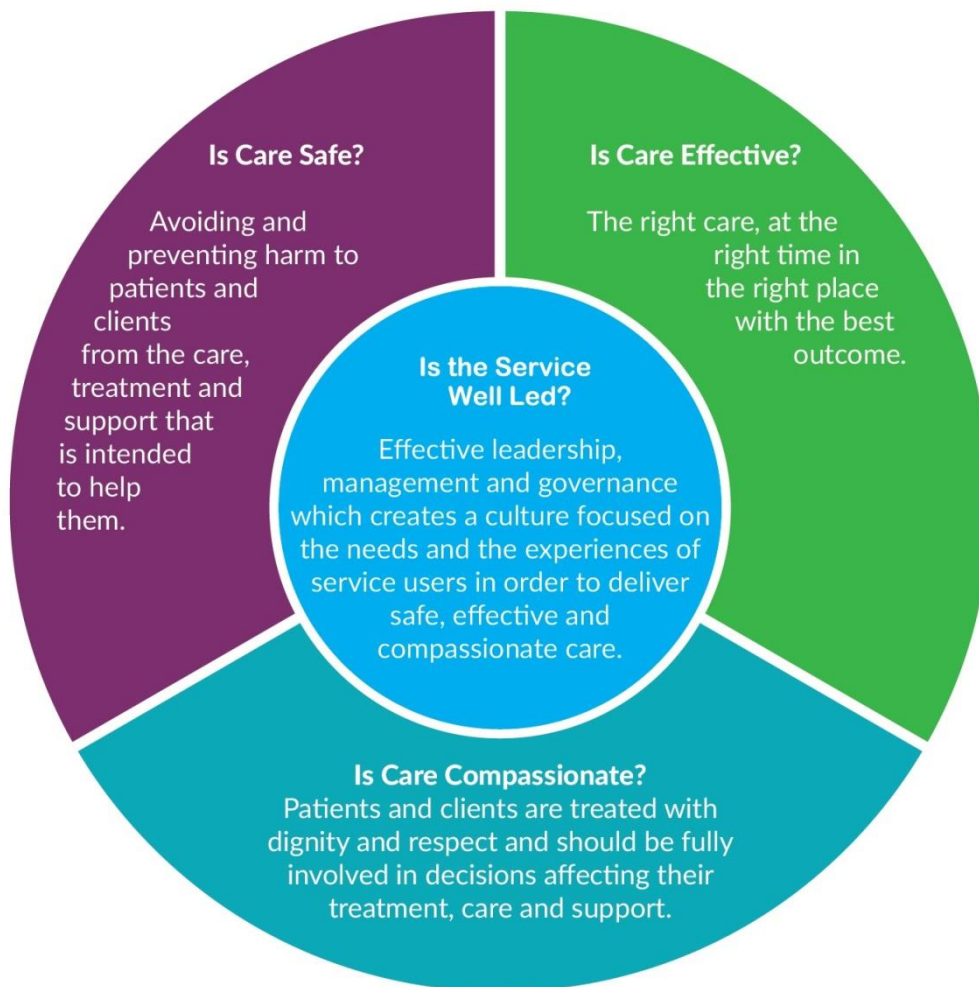 Is Care Safe?
Avoiding and
preventing harm to
patients and
clients
from the care,
treatment and
support that
is intended
to help
them.
Is Care Effective?
The right care, at the
right time in
the right place
with the best
outcome.
Is the Service
Well Led?
Effective leadership,
management and governance
which creates a culture focused on
the needs and the experiences of
service users in order to deliver
safe, effective and
compassionate care.
Is Care Compassionate?
Patients and clients are treated with
dignity and respect and should be fully
involved in decisions affecting their
treatment, care and support.